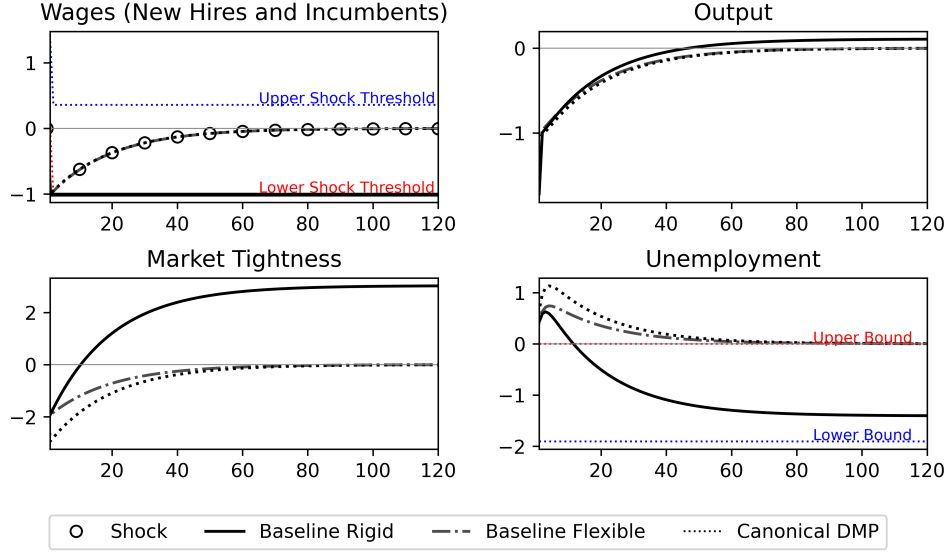 Wages (New Hires and Incumbents)
1
0
−1
Upper Shock Threshold
Lower Shock Threshold
20 40 60 80 100 120
Output
0
−1
20 40 60 80 100 120
Market Tightness
2
0
−2
20 40 60 80 100 120
Unemployment
1
0
−1
−2
Upper Bound
Lower Bound
20 40 60 80 100 120
Shock Baseline Rigid Baseline Flexible Canonical DMP